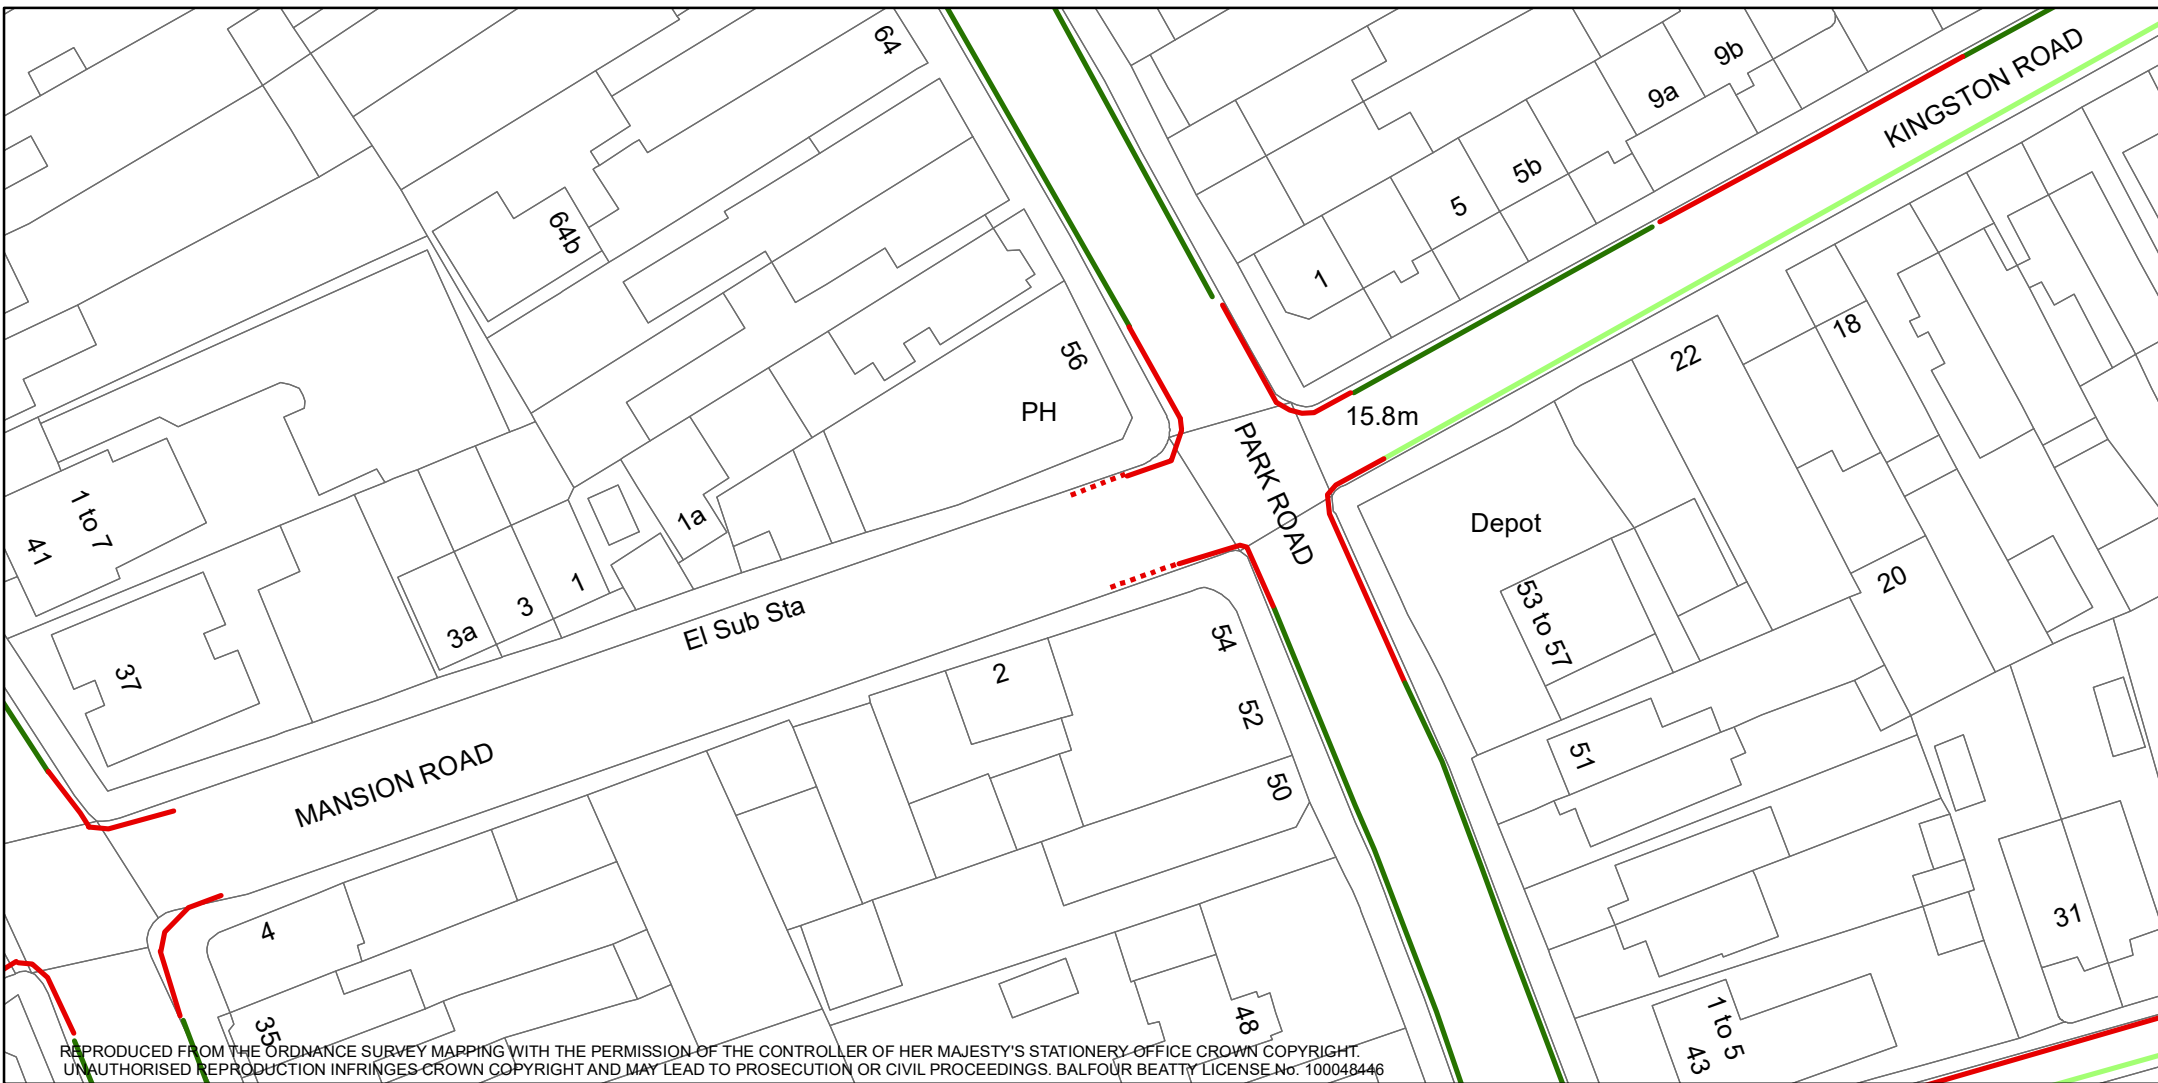 64
9b
9a
KINGSTON ROAD
5b
5
64b
1
18
22
56
PH
15.8m
PARK ROAD
1 to 7
41
1a
Depot
53 to 57
20
1
3
3a
El Sub Sta
54
2
37
52
51
50
MANSION ROAD
4
31
35
48
1 to 5
43
REPRODUCED FROM THE ORDNANCE SURVEY MAPPING WITH THE PERMISSION OF THE CONTROLLER OF HER MAJESTY'S STATIONERY OFFICE CROWN COPYRIGHT.
UNAUTHORISED REPRODUCTION INFRINGES CROWN COPYRIGHT AND MAY LEAD TO PROSECUTION OR CIVIL PROCEEDINGS. BALFOUR BEATTY LICENSE No. 100048446